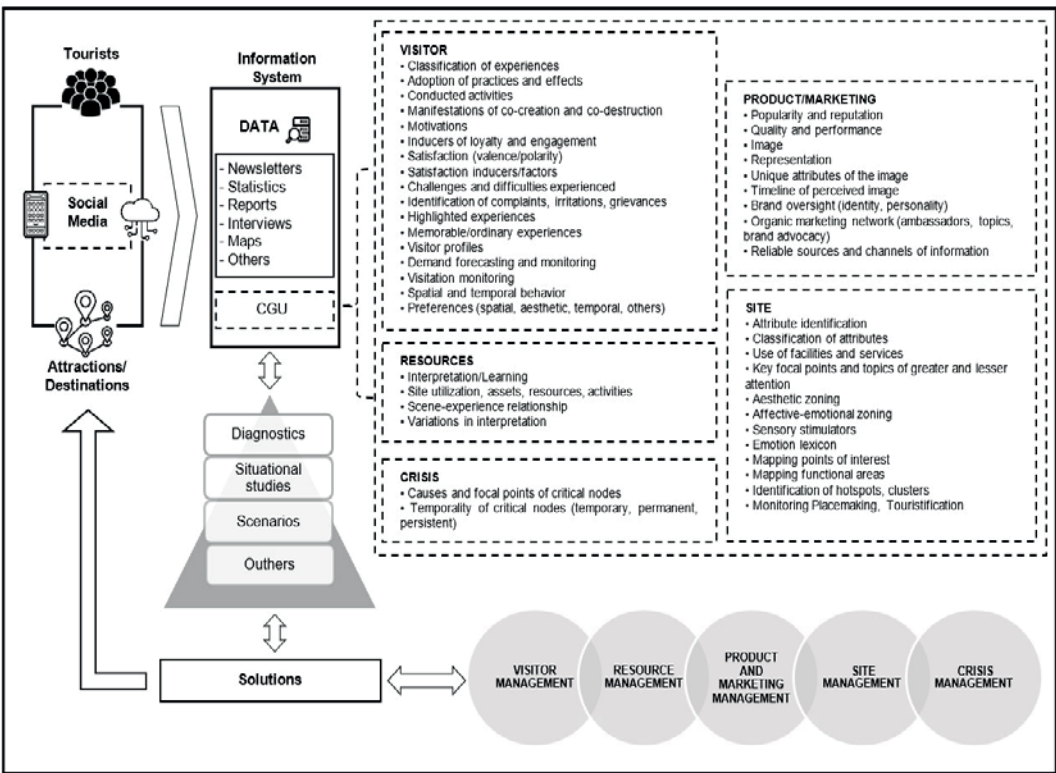 Tourists
Social
Media
Attractions/
Destinations
Information
System
DATA
- Newsletters
- Statistics
- Reports
- Interviews
- Maps
- Others
CGU
Diagnostics
Situational
studies
Scenarios
Outhers
Solutions
VISITOR
• Classification of experiences
• Adoption of practices and effects
• Conducted activities
• Manifestations of co-creation and co-destruction
• Motivations
• Inducers of loyalty and engagement
• Satisfaction (valence/polarity)
• Satisfaction inducers/factors
• Challenges and difficulties experienced
• Identification of complaints, irritations, grievances
• Highlighted experiences
• Memorable/ordinary experiences
• Visitor profiles
• Demand forecasting and monitoring
• Visitation monitoring
• Spatial and temporal behavior
• Preferences (spatial, aesthetic, temporal, others)
RESOURCES
• Interpretation/Learning
• Site utilization, assets, resources, activities
• Scene-experience relationship
• Variations in interpretation
CRISIS
• Causes and focal points of critical nodes
• Temporality of critical nodes (temporary, permanent,
persistent)
PRODUCT/MARKETING
• Popularity and reputation
• Quality and performance
• Image
• Representation
• Unique attributes of the image
• Timeline of perceived image
• Brand oversight (identity, personality)
• Organic marketing network (ambassadors, topics,
brand advocacy)
• Reliable sources and channels of information
SITE
• Attribute identification
• Classification of attributes
• Use of facilities and services
• Key focal points and topics of greater and lesser
attention
• Aesthetic zoning
• Affective-emotional zoning
• Sensory stimulators
• Emotion lexicon
• Mapping points of interest
• Mapping functional areas
• Identification of hotspots, clusters
• Monitoring Placemaking, Touristification
VISITOR
MANAGEMENT
RESOURCE
MANAGEMENT
PRODUCT
AND
MARKETING
MANAGEMENT
SITE
MANAGEMENT
CRISIS
MANAGEMENT